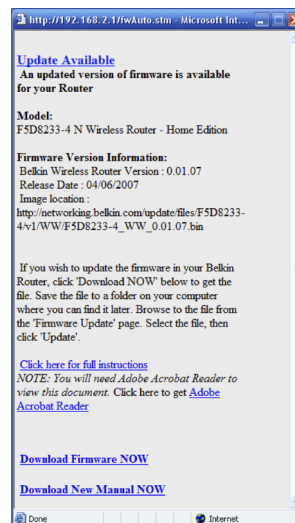 http://192.168.2.1/fwAuto.stm - Microsoft Int...
Update Available
An updated version of firmware is available
for your Router
Model:
F5D8233-4 N Wireless Router - Home Edition
Firmware Version Information:
Belkin Wireless Router Version : 0.01.07
Release Date : 04/06/2007
Image location :
http://networking.belkin.com/update/files/F5D8233-
4/v1/WW/F5D8233-4_WW_0.01.07.bin
If you wish to update the firmware in your Belkin
Router, click 'Download NOW' below to get the
file. Save the file to a folder on your computer
where you can find it later. Browse to the file from
the 'Firmware Update' page. Select the file, then
click 'Update'.
Click here for full instructions
NOTE: You will need Adobe Acrobat Reader to
view this document. Click here to get Adobe
Acrobat Reader
Download Firmware NOW
Download New Manual NOW
Done Internet